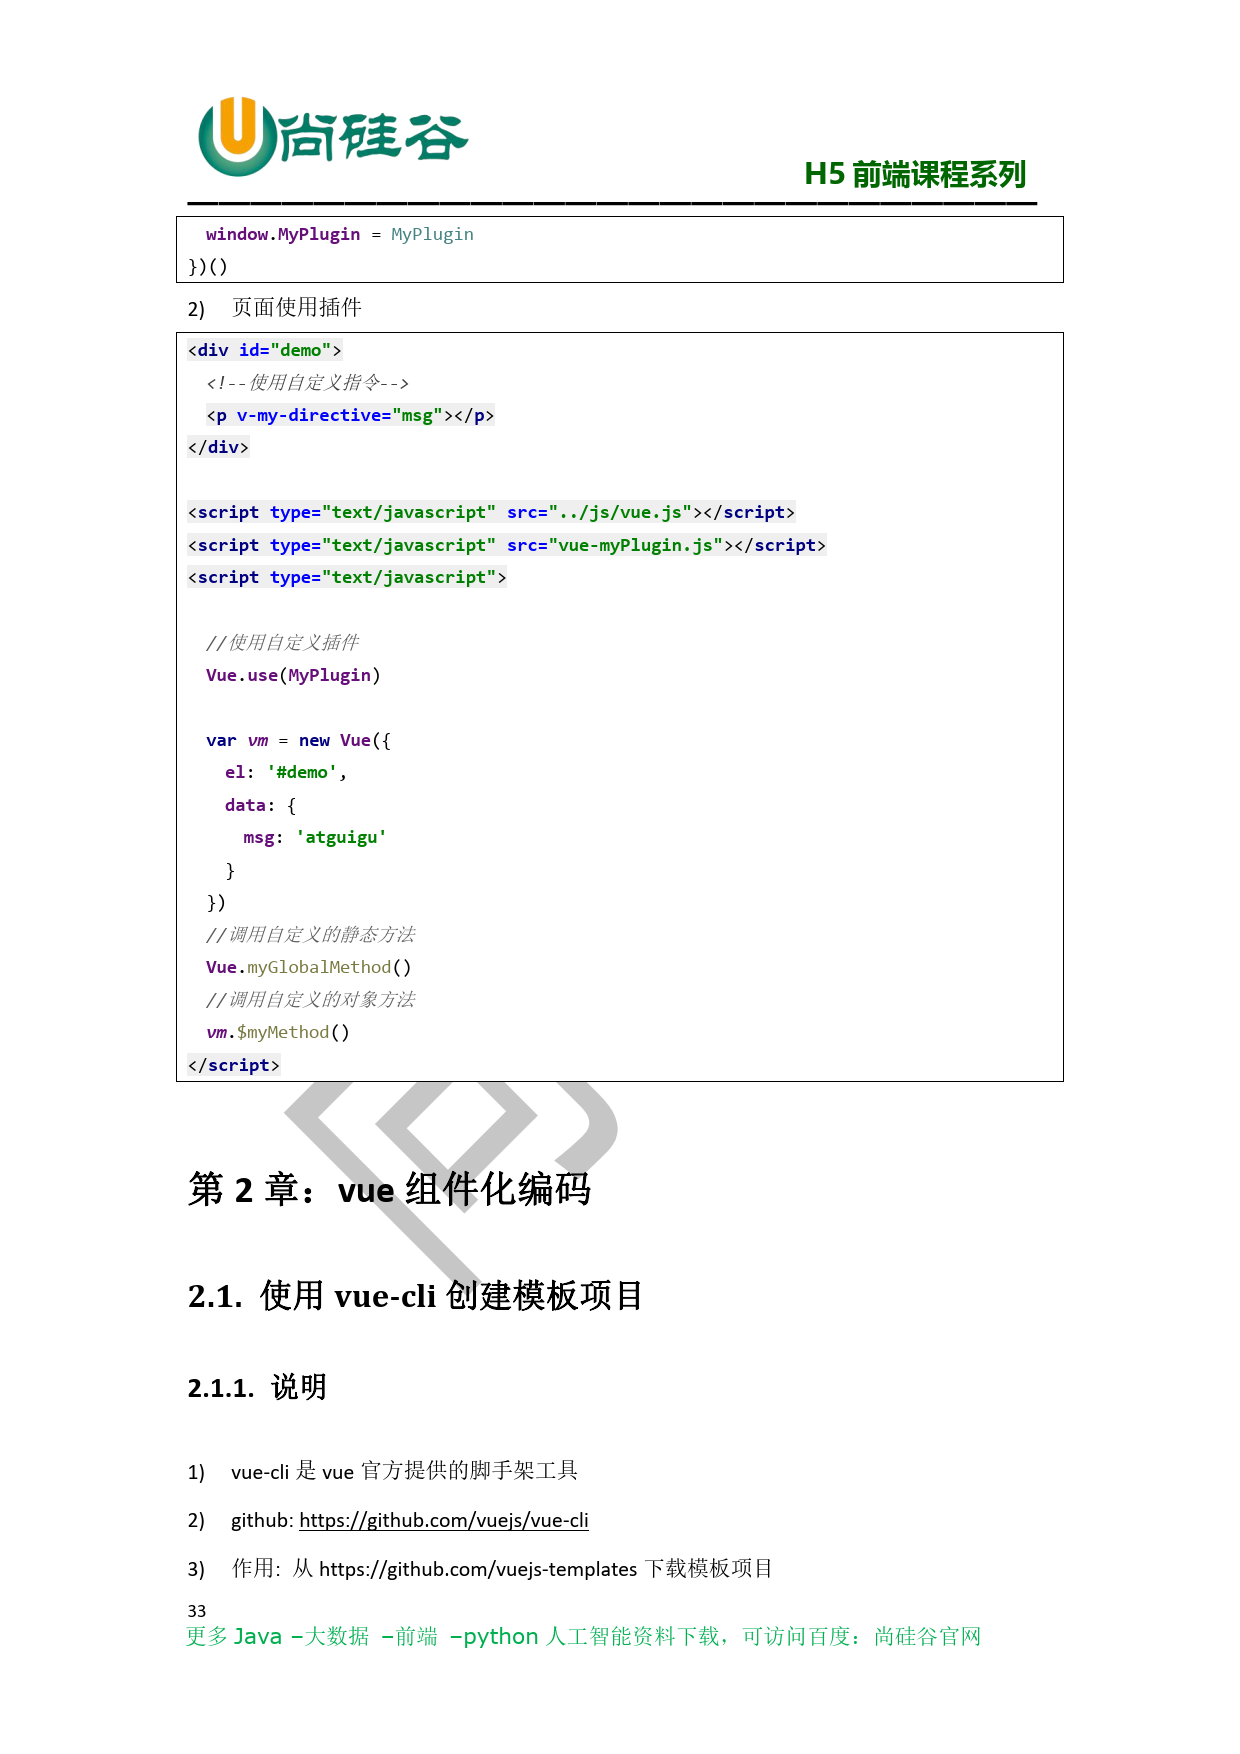 尚硅谷
H5 前端课程系列
window.MyPlugin = MyPlugin
})()
2) 页面使用插件
<div id="demo">
<!--使用自定义指令-->
<p v-my-directive="msg"></p>
</div>
<script type="text/javascript" src="../js/vue.js"></script>
<script type="text/javascript" src="vue-myPlugin.js"></script>
<script type="text/javascript">
//使用自定义插件
Vue.use(MyPlugin)
var vm = new Vue({
el: '#demo',
data: {
msg: 'atguigu'
}
})
//调用自定义的静态方法
Vue.myGlobalMethod()
//调用自定义的对象方法
vm.$myMethod()
</script>
第 2 章：vue 组件化编码
2.1. 使用 vue-cli 创建模板项目
2.1.1. 说明
1) vue-cli 是 vue 官方提供的脚手架工具
2) github: https://github.com/vuejs/vue-cli
3) 作用: 从 https://github.com/vuejs-templates 下载模板项目
33
更多 Java –大数据 –前端 –python 人工智能资料下载，可访问百度：尚硅谷官网